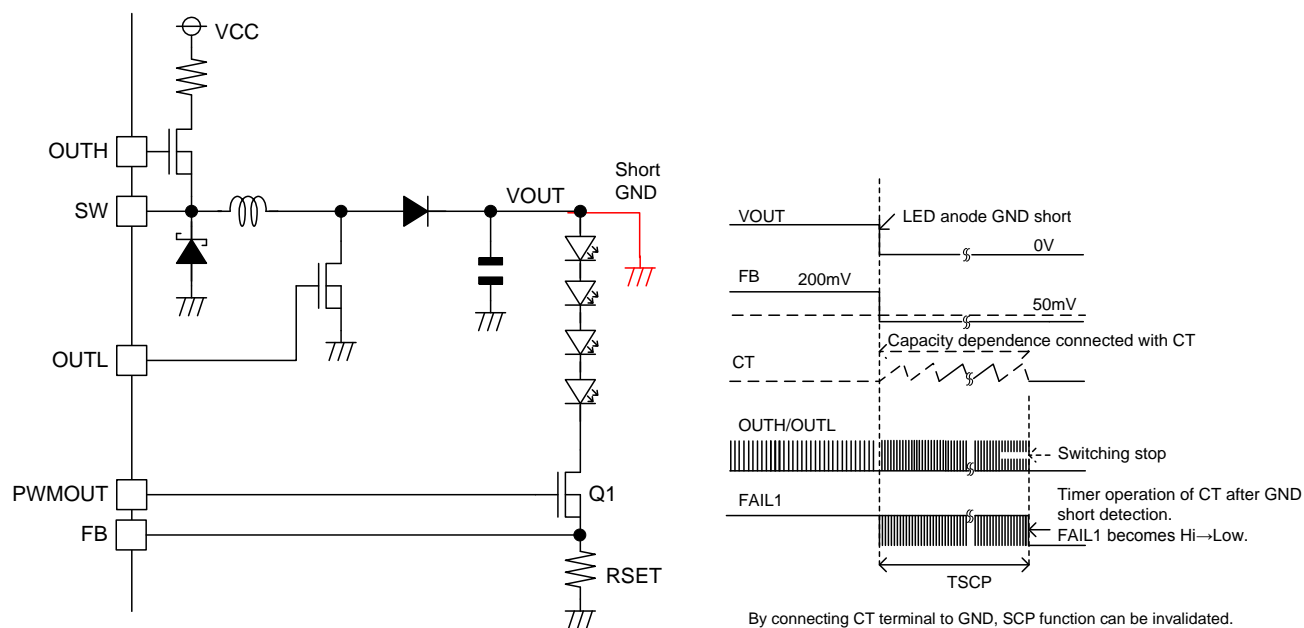 VCC
OUTH
SW
VOUT
Short
GND
OUTL
PWMOUT
Q1
FB
RSET
VOUT
LED anode GND short
0V
FB
200mV
50mV
Capacity dependence connected with CT
CT
OUTH/OUTL
Switching stop
FAIL1
Timer operation of CT after GND
short detection.
FAIL1 becomes Hi→Low.
TSCP
By connecting CT terminal to GND, SCP function can be invalidated.